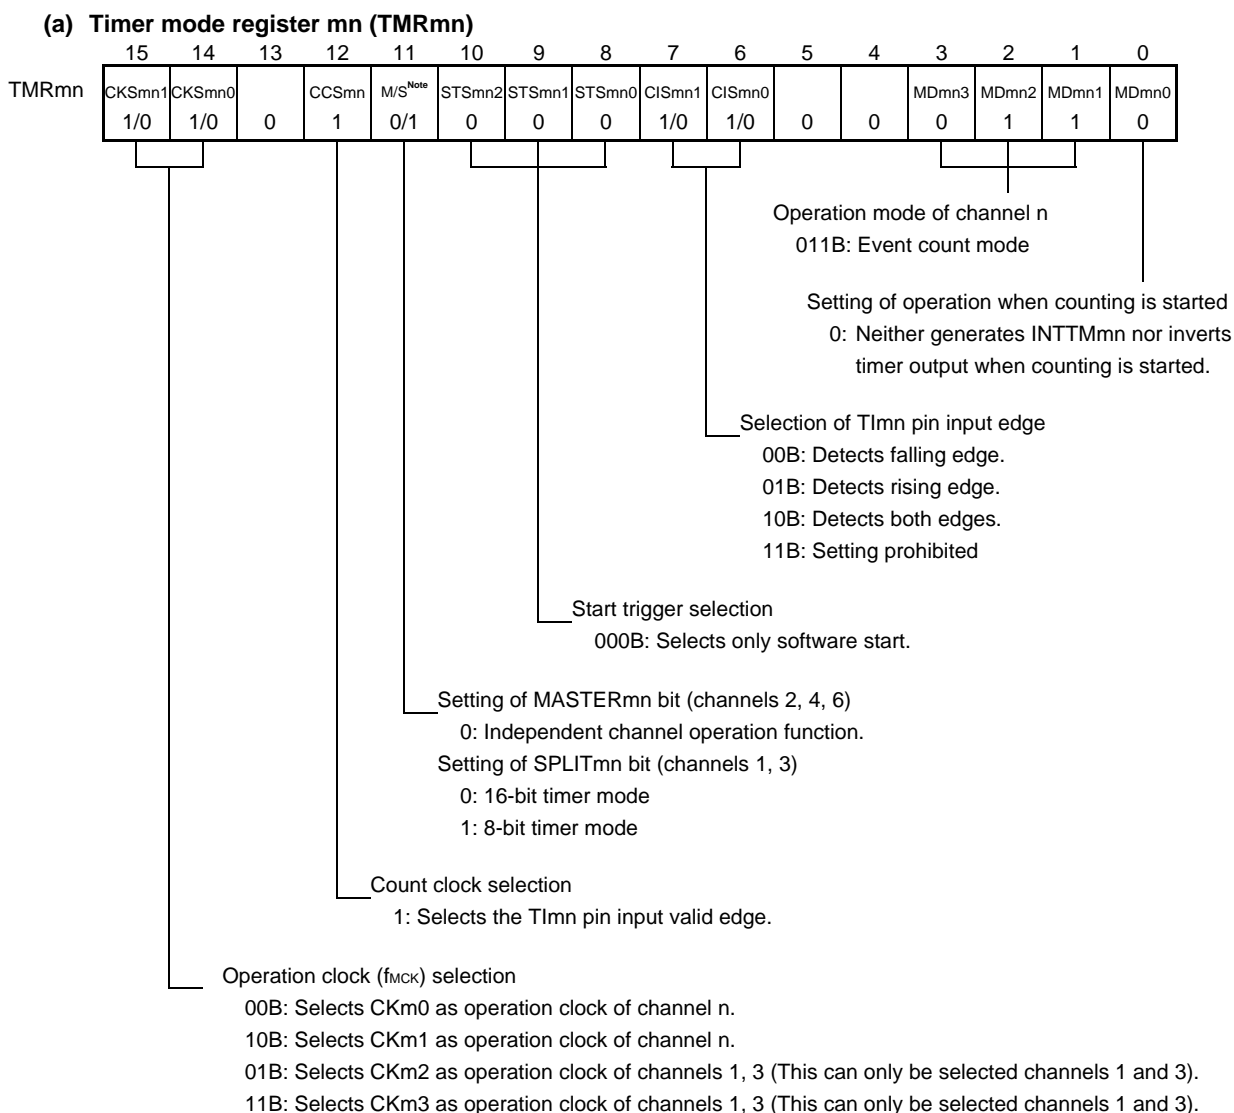 (a) Timer mode register mn (TMRmn)
15 14 13 12 11 10 9 8 7 6 5 4 3 2 1 0
TMRmn CKSmn1 CKSmn0 CCSmn M/S Note STSmn2 STSmn1 STSmn0 CISmn1 CISmn0 MDmn3 MDmn2 MDmn1 MDmn0
1/0 1/0 0 1 0/1 0 0 0 1/0 1/0 0 0 0 1 1 0
Operation mode of channel n
011B: Event count mode
Setting of operation when counting is started
0: Neither generates INTTMmn nor inverts
timer output when counting is started.
Selection of TImn pin input edge
00B: Detects falling edge.
01B: Detects rising edge.
10B: Detects both edges.
11B: Setting prohibited
Start trigger selection
000B: Selects only software start.
Setting of MASTERmn bit (channels 2, 4, 6)
0: Independent channel operation function.
Setting of SPLITmn bit (channels 1, 3)
0: 16-bit timer mode
1: 8-bit timer mode
Count clock selection
1: Selects the TImn pin input valid edge.
Operation clock (fMCK) selection
00B: Selects CKm0 as operation clock of channel n.
10B: Selects CKm1 as operation clock of channel n.
01B: Selects CKm2 as operation clock of channels 1, 3 (This can only be selected channels 1 and 3).
11B: Selects CKm3 as operation clock of channels 1, 3 (This can only be selected channels 1 and 3).